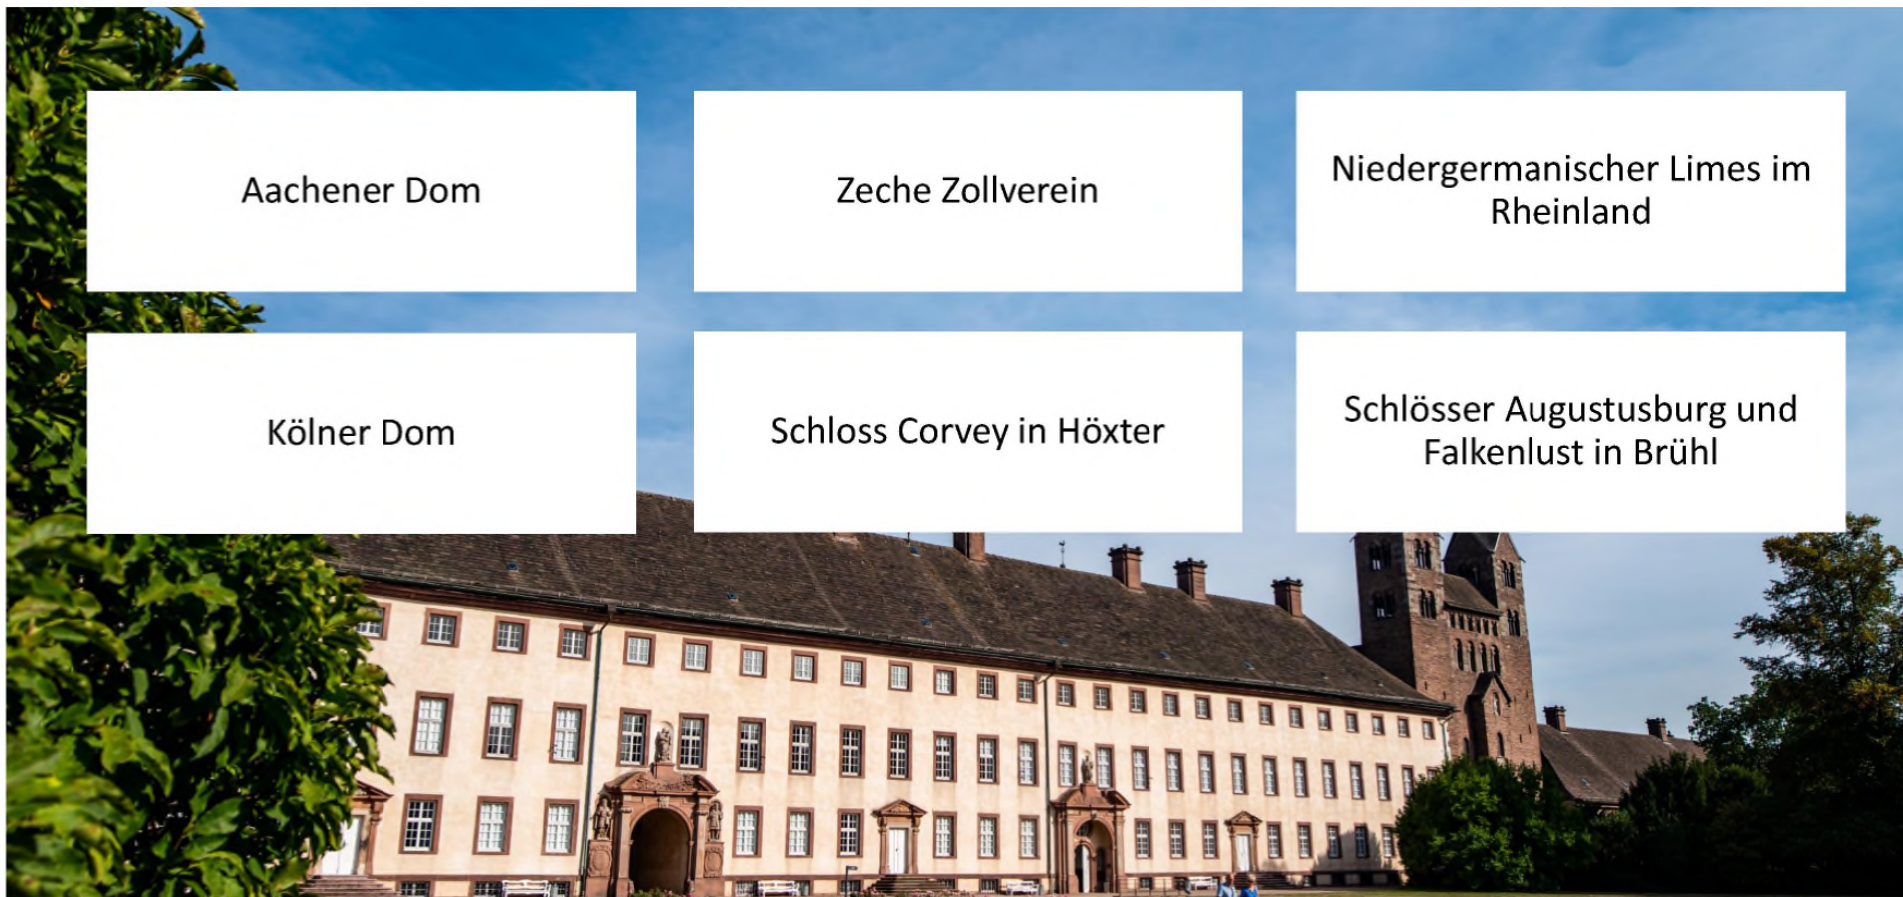 Aachener Dom
Zeche Zollverein
Niedergermanischer Limes im
Rheinland
Kölner Dom
Schloss Corvey in Höxter
Schlösser Augustusburg und
Falkenlust in Brühl